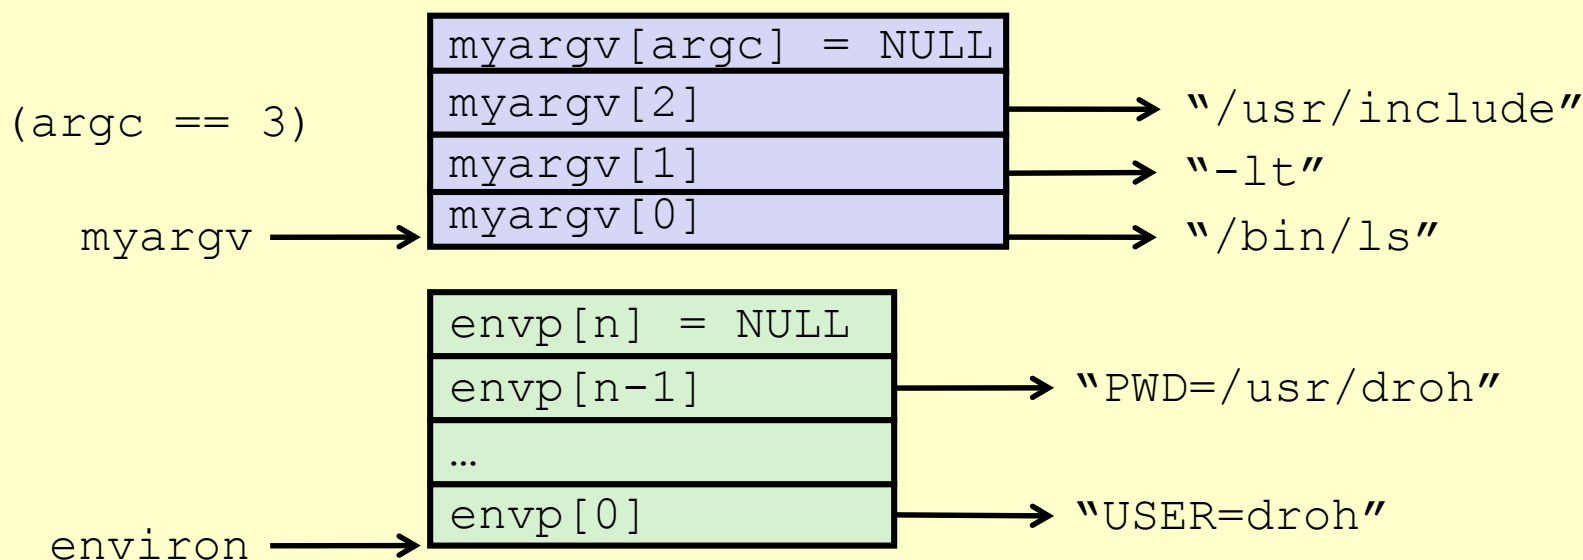 myargv[argc] = NULL
myargv[2] “/usr/include”
(argc == 3)
myargv[1] “-lt”
myargv[0]
myargv “/bin/ls”
envp[n] = NULL
envp[n-1] “PWD=/usr/droh”
…
envp[0] “USER=droh”
environ